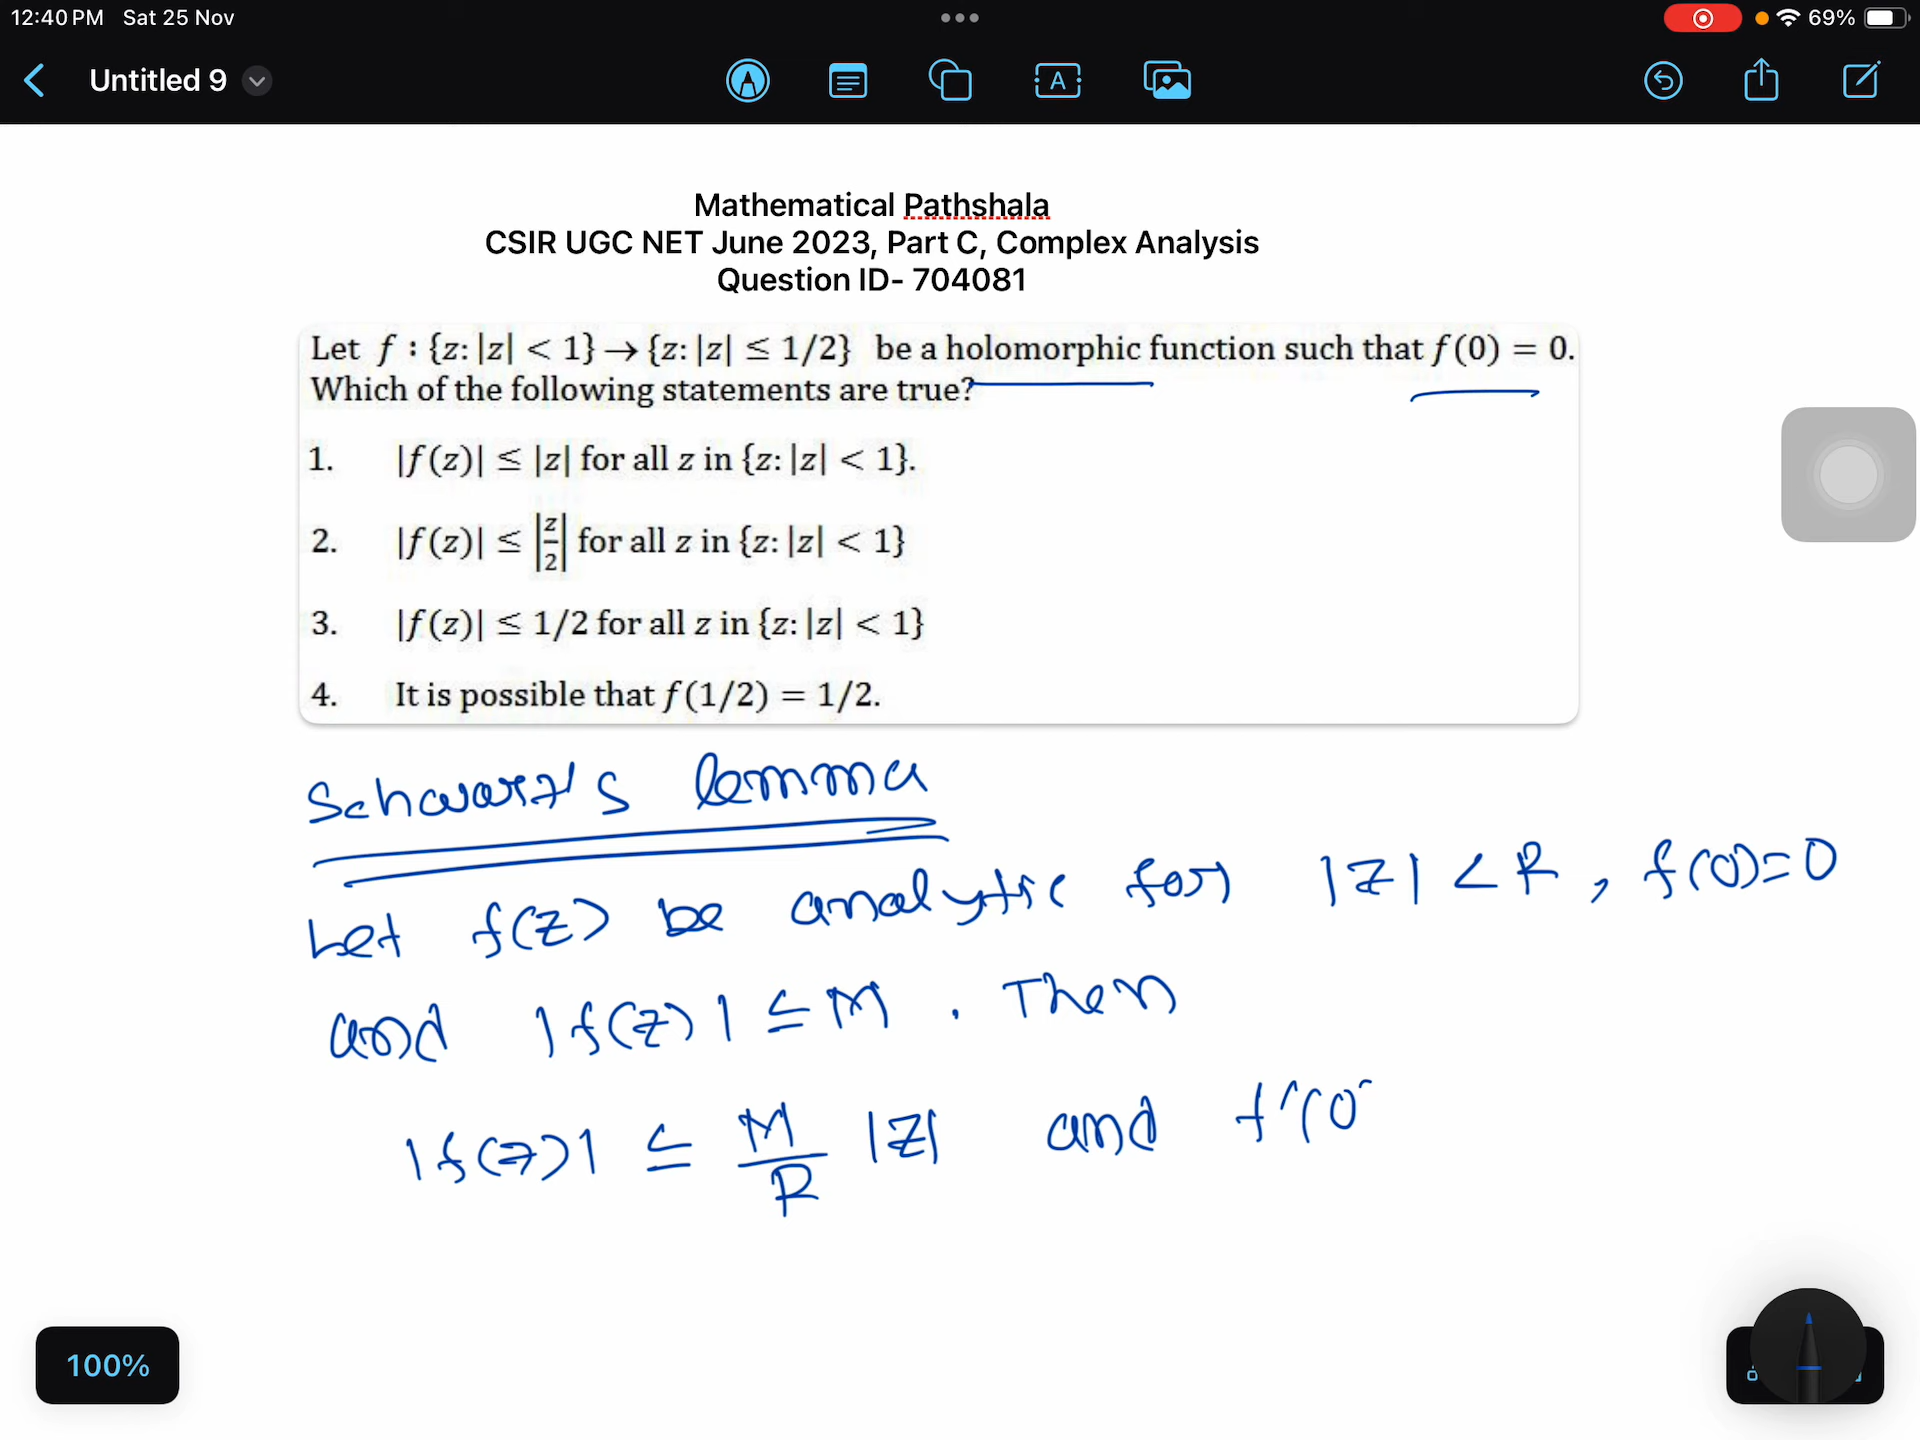 12:40 PM Sat 25 Nov
69%
Untitled 9
A
Mathematical Pathshala
CSIR UGC NET June 2023, Part C, Complex Analysis
Question ID- 704081
Let f : {z: |z| < 1} → {z: |z| ≤ 1/2} be a holomorphic function such that f(0) = 0.
Which of the following statements are true?
1. |f(z)| ≤ |z| for all z in {z: |z| < 1}.
2. |f(z)| ≤ |z/2| for all z in {z: |z| < 1}
3. |f(z)| ≤ 1/2 for all z in {z: |z| < 1}
4. It is possible that f(1/2) = 1/2.
Schwarz's lemma
Let f(z) be analytic for |z| < R, f(0)=0
and |f(z)| ≤ M. Then
|f(z)| ≤ M/R |z| and f'(0
100%